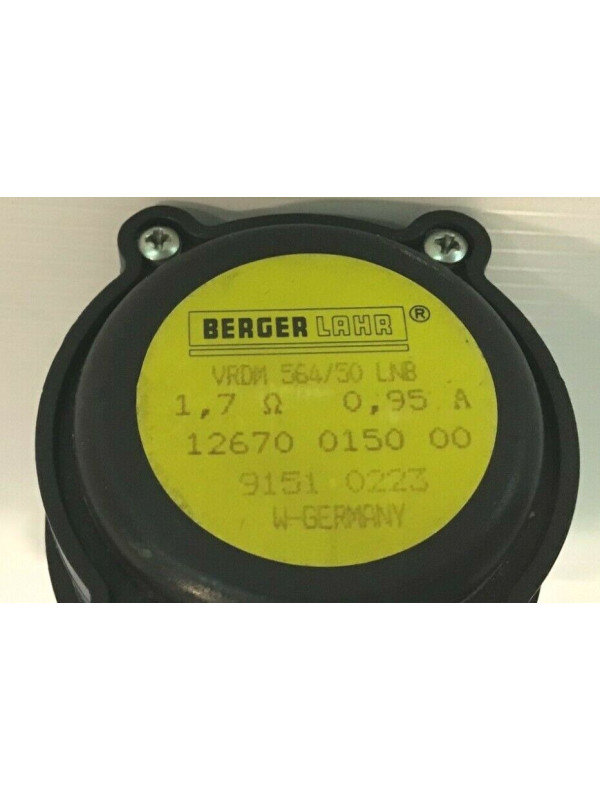 BERGER LAHR ®
VRDM 564/50 LNB
1,7 Ω 0,95 A
12670 0150 00
9151 0223
W-GERMANY